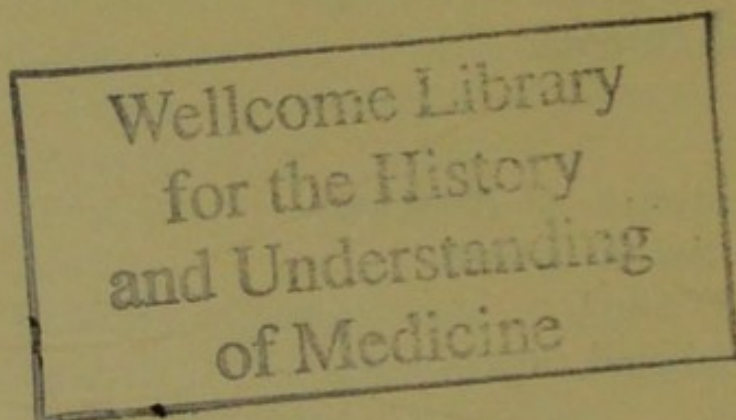 Wellcome Library
for the History
and Understanding
of Medicine